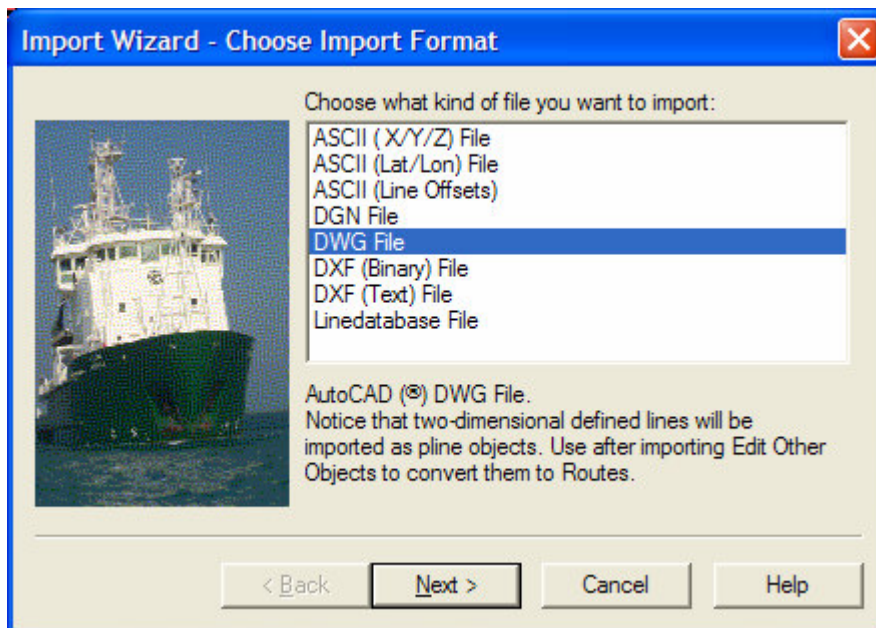 Import Wizard - Choose Import Format
Choose what kind of file you want to import:
ASCII ( X/Y/Z) File
ASCII (Lat/Lon) File
ASCII (Line Offsets)
DGN File
DWG File
DXF (Binary) File
DXF (Text) File
Linedatabase File
AutoCAD (®) DWG File.
Notice that two-dimensional defined lines will be
imported as pline objects. Use after importing Edit Other
Objects to convert them to Routes.
< Back Next > Cancel Help